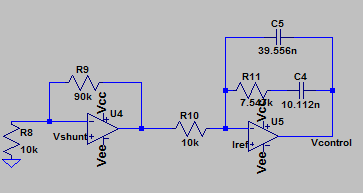 C5
39.556n
R9
90k
R11
C4
7.547k
10.112n
Vcc
U4
Vshunt
R10
Vcc
U5
R8
10k
10k
Iref
Vcontrol
Vee
Vee